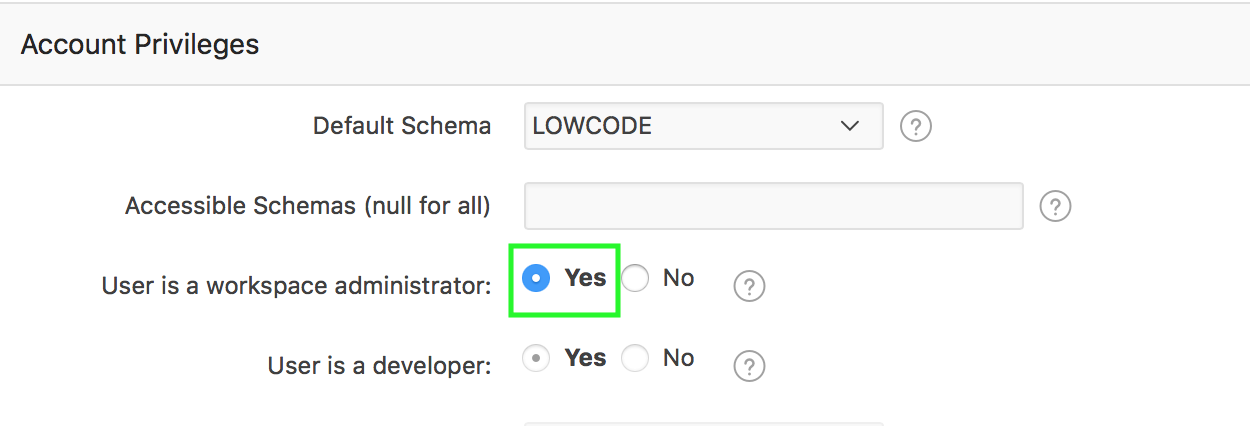 Account Privileges
Default Schema LOWCODE ?
Accessible Schemas (null for all) ?
User is a workspace administrator: Yes No ?
User is a developer: Yes No ?